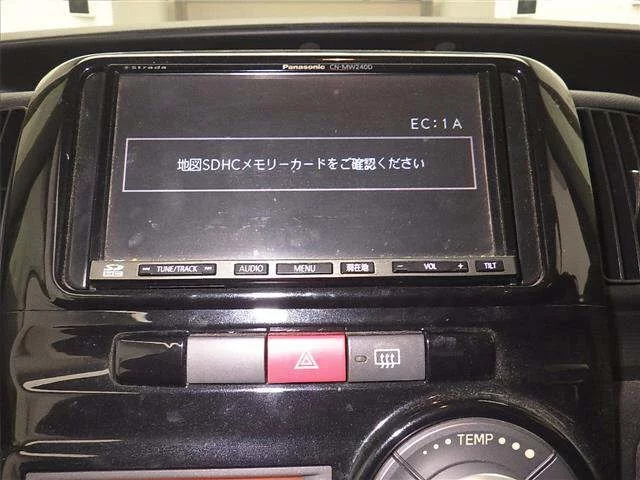 Strada
Panasonic CN-MW240D
EC:1A
地図SDHCメモリーカードをご確認ください
SD TUNE/TRACK AUDIO MENU 現在地 − VOL + TILT
TEMP